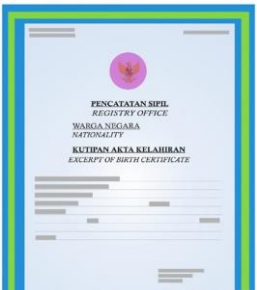 PENCATATAN SIPIL
REGISTRY OFFICE
WARGA NEGARA
NATIONALITY
KUTIPAN AKTA KELAHIRAN
EXCERPT OF BIRTH CERTIFICATE